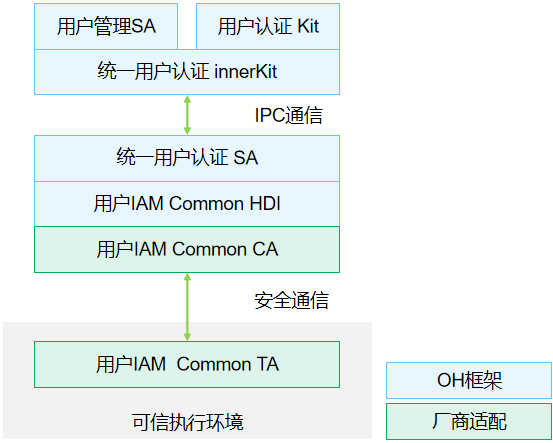 用户管理SA
用户认证 Kit
统一用户认证 innerKit
IPC通信
统一用户认证 SA
用户IAM Common HDI
用户IAM Common CA
安全通信
用户IAM  Common TA
可信执行环境
OH框架
厂商适配